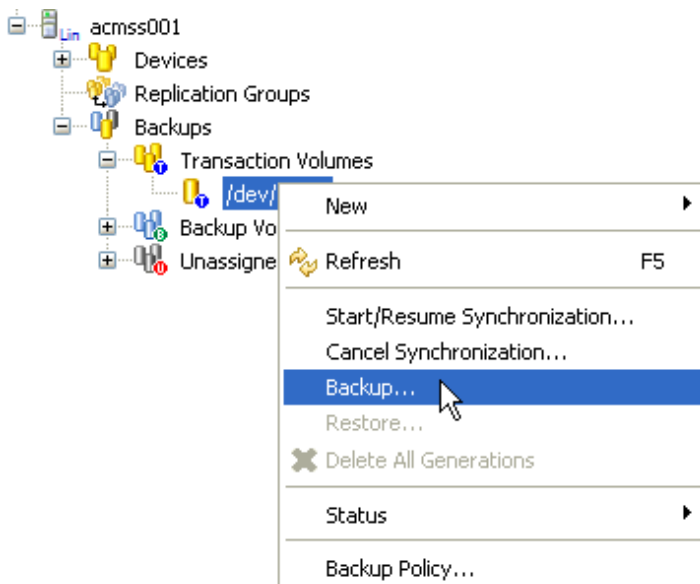 Lin acmss001
Devices
Replication Groups
Backups
Transaction Volumes
/dev/
Backup Vo
Unassigne
New
Refresh F5
Start/Resume Synchronization...
Cancel Synchronization...
Backup...
Restore...
Delete All Generations
Status
Backup Policy...